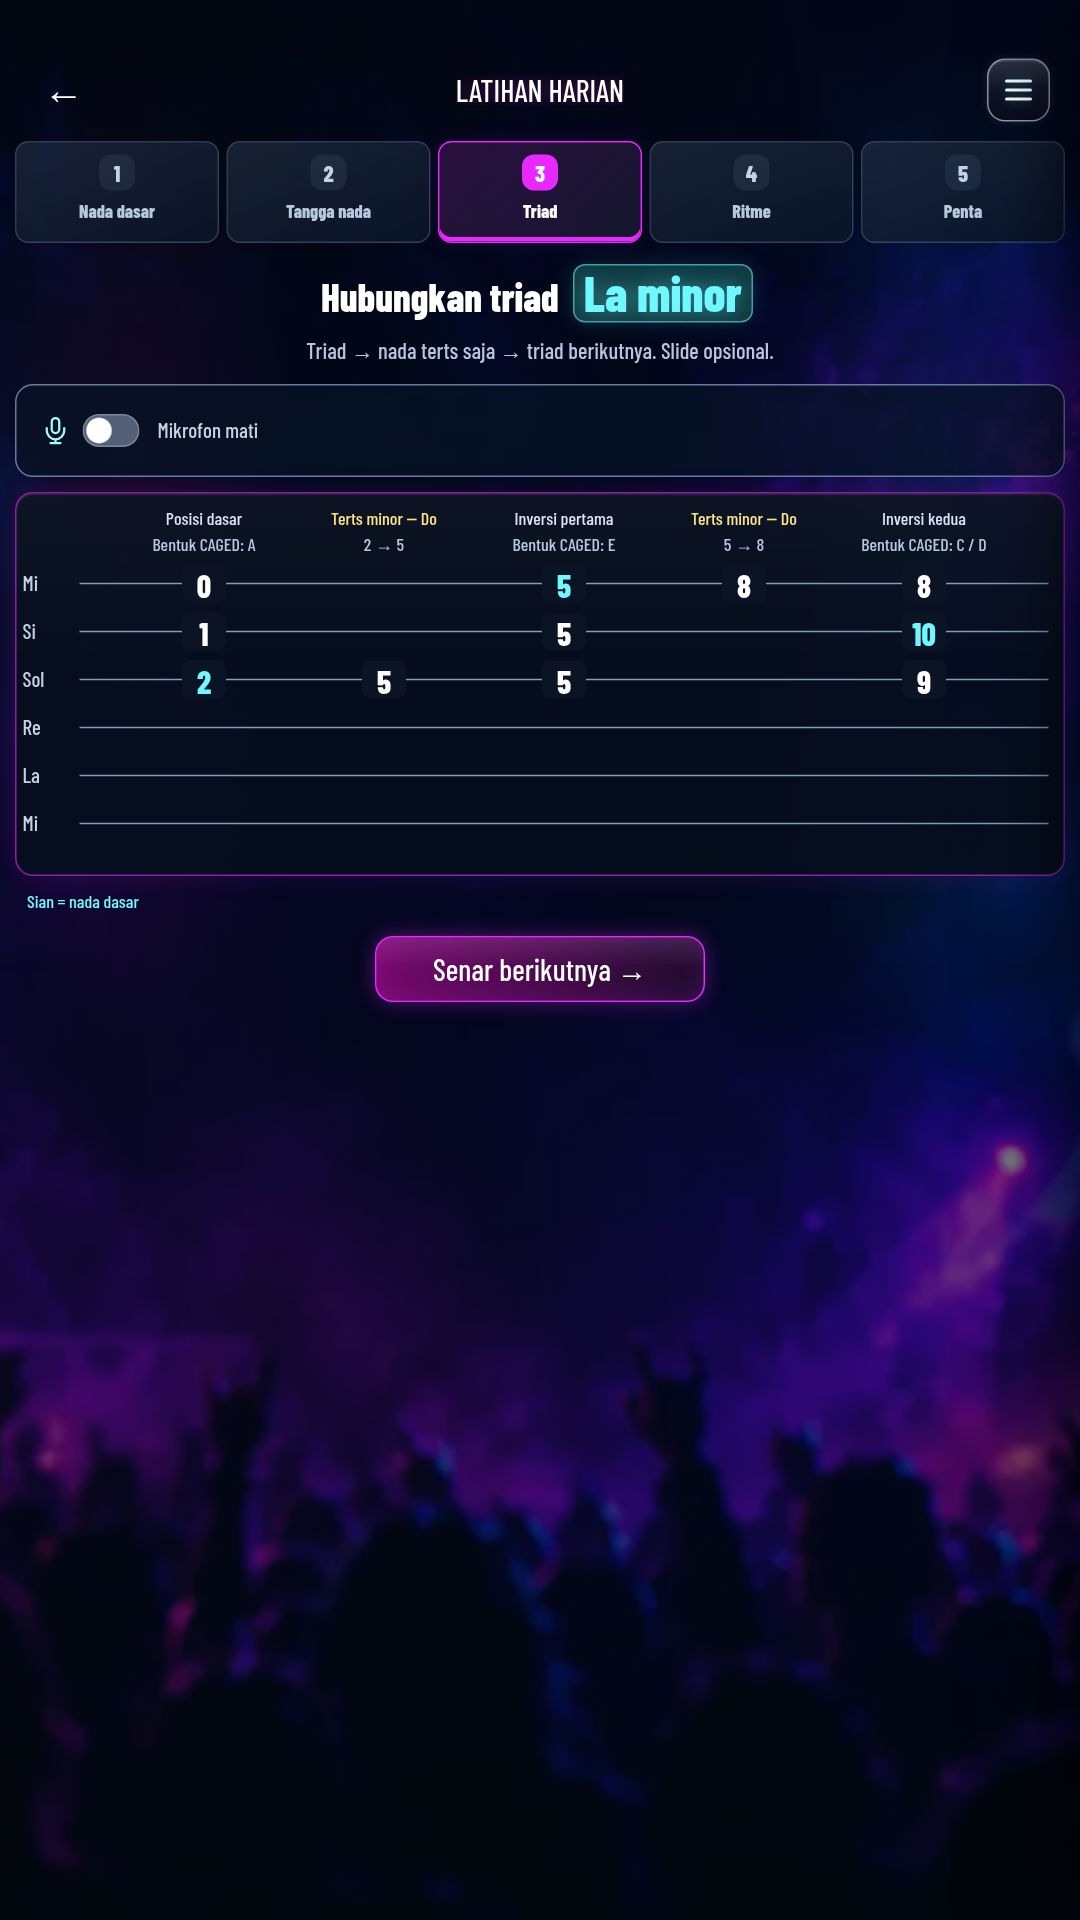 ←
LATIHAN HARIAN
1
Nada dasar
2
Tangga nada
3
Triad
4
Ritme
5
Penta
Hubungkan triad La minor
Triad → nada terts saja → triad berikutnya. Slide opsional.
Mikrofon mati
Posisi dasar
Bentuk CAGED: A
Terts minor – Do
2 → 5
Inversi pertama
Bentuk CAGED: E
Terts minor – Do
5 → 8
Inversi kedua
Bentuk CAGED: C / D
Mi 0 5 8 8
Si 1 5 10
Sol 2 5 5 9
Re
La
Mi
Sian = nada dasar
Senar berikutnya →